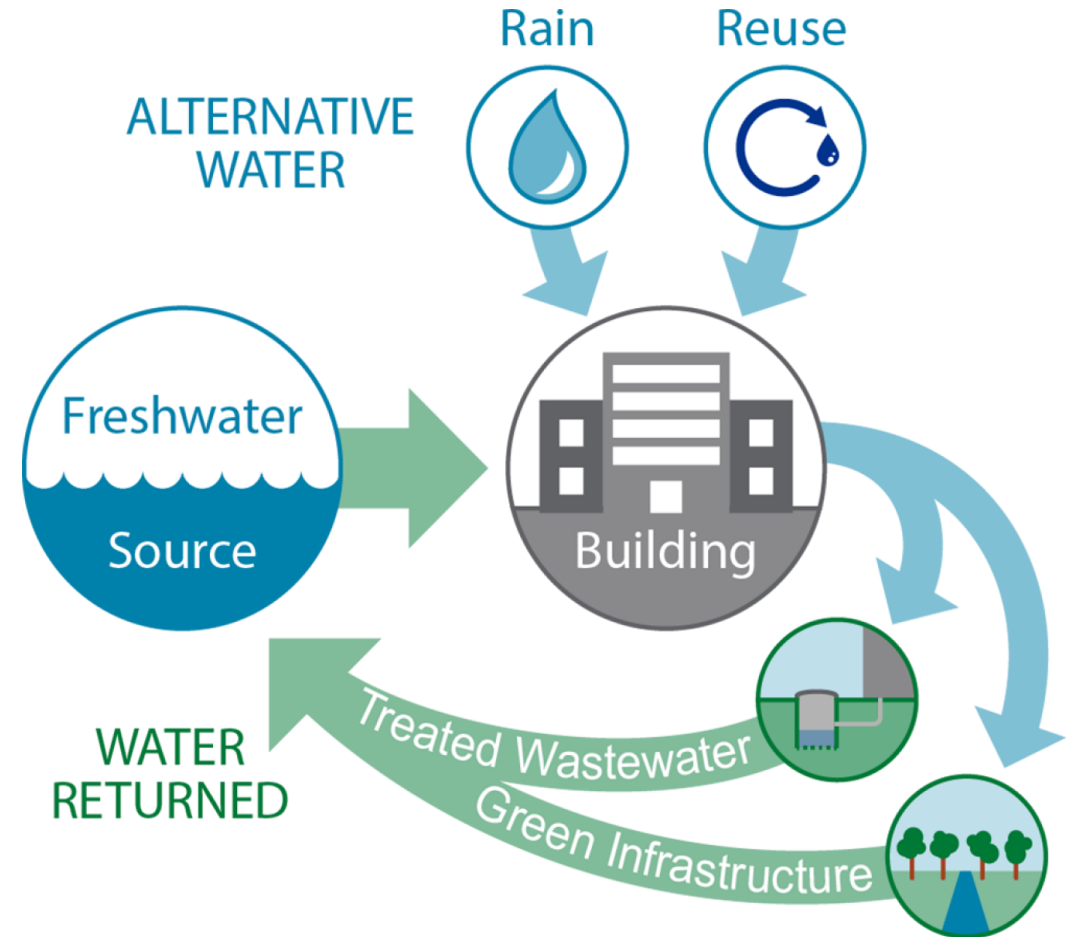 Rain
Reuse
ALTERNATIVE
WATER
Freshwater
Source
Building
Treated Wastewater
Green Infrastructure
WATER
RETURNED